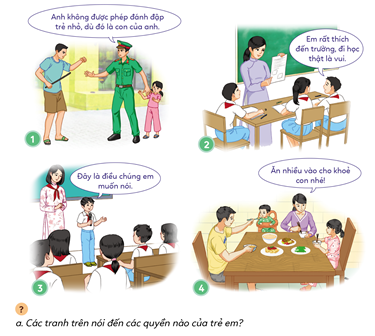 Anh không được phép đánh đập
trẻ nhỏ, dù đó là con của anh.
1
Em rất thích
đến trường, đi học
thật là vui.
2
Đây là điều chúng em
muốn nói.
3
Ăn nhiều vào cho khoẻ
con nhé!
4
?
a. Các tranh trên nói đến các quyền nào của trẻ em?